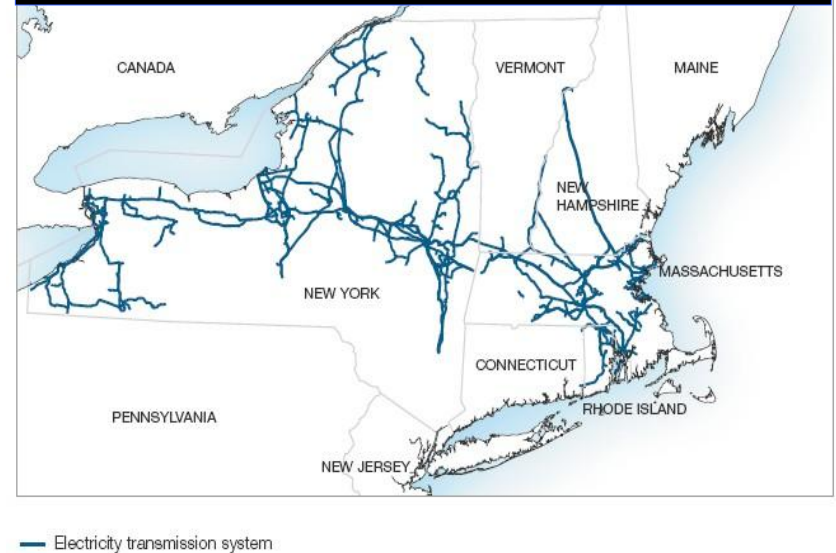 CANADA
VERMONT
MAINE
NEW
HAMPSHIRE
MASSACHUSETTS
NEW YORK
CONNECTICUT
RHODE ISLAND
PENNSYLVANIA
NEW JERSEY
Electricity transmission system